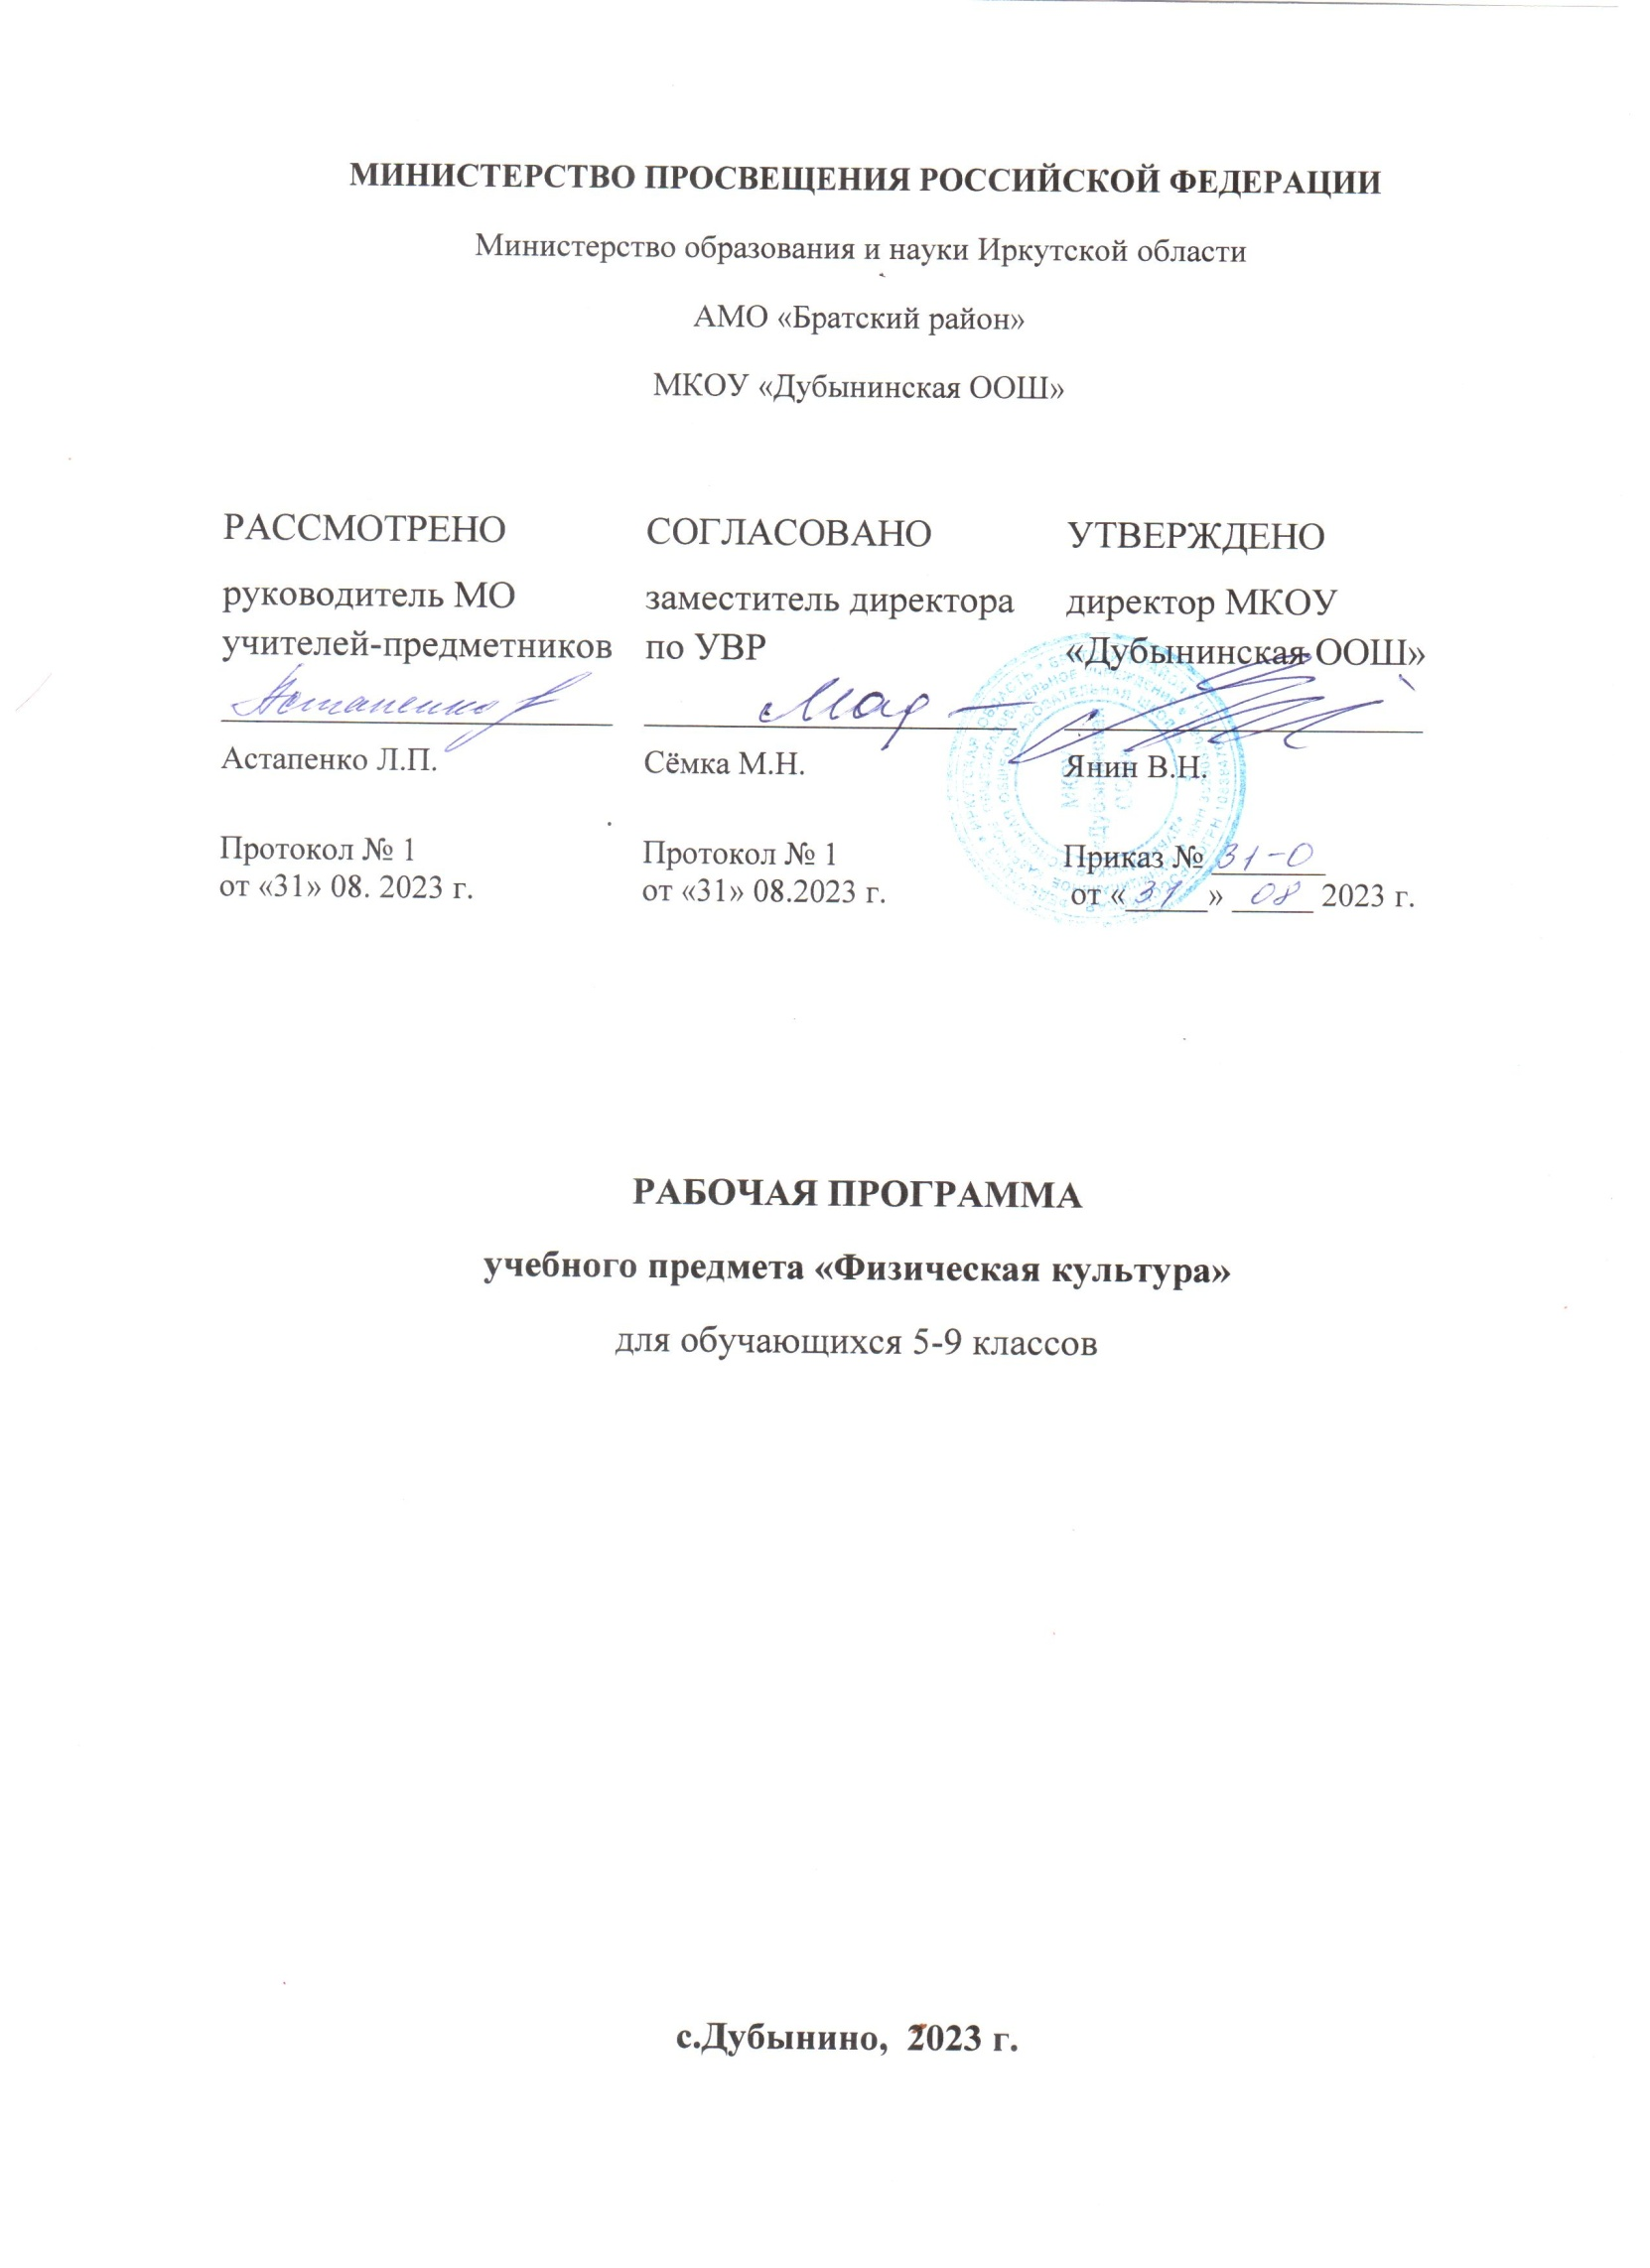 МИНИСТЕРСТВО ПРОСВЕЩЕНИЯ РОССИЙСКОЙ ФЕДЕРАЦИИ
Министерство образования и науки Иркутской области
АМО «Братский район»
МКОУ «Дубынинская ООШ»
РАССМОТРЕНО
руководитель МО
учителей-предметников
Астапенко
Астапенко Л.П.
Протокол № 1
от «31» 08. 2023 г.
СОГЛАСОВАНО
заместитель директора
по УВР
Сёмка М.Н.
Протокол № 1
от «31» 08.2023 г.
УТВЕРЖДЕНО
директор МКОУ
«Дубынинская ООШ»
Янин В.Н.
Приказ № 31-О
от «31» 08 2023 г.
РАБОЧАЯ ПРОГРАММА
учебного предмета «Физическая культура»
для обучающихся 5-9 классов
с.Дубынино, 2023 г.